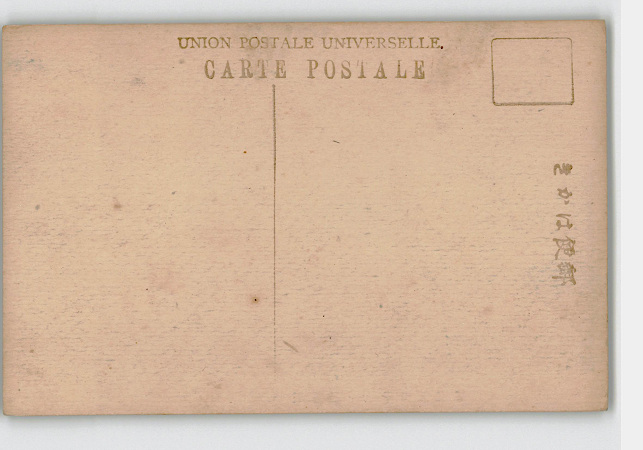 UNION POSTALE UNIVERSELLE.
CARTE POSTALE
きかは便郵